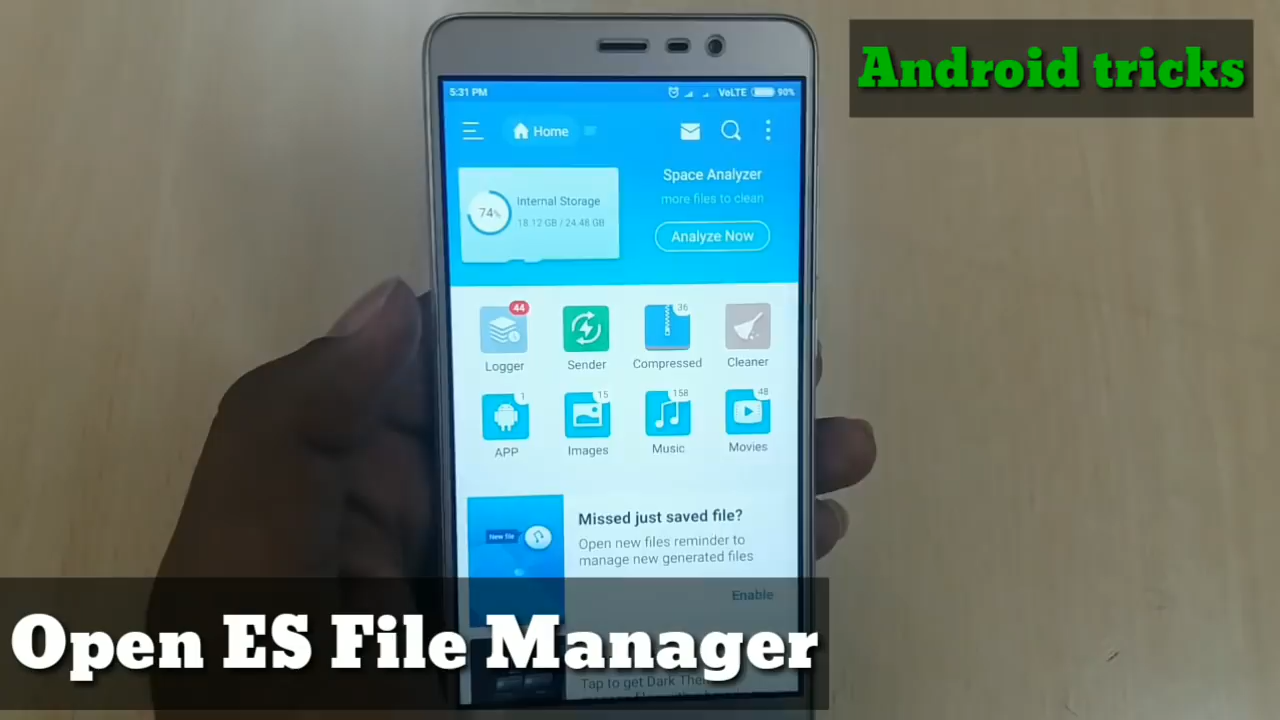 Android tricks
5:31 PM
VoLTE 90%
Home
Space Analyzer
more files to clean
Analyze Now
74%
Internal Storage
18.12 GB / 24.48 GB
44
36
Logger
Sender
Compressed
Cleaner
1
15
158
48
APP
Images
Music
Movies
Missed just saved file?
Open new files reminder to
manage new generated files
New file
Enable
Open ES File Manager
Tap to get Dark